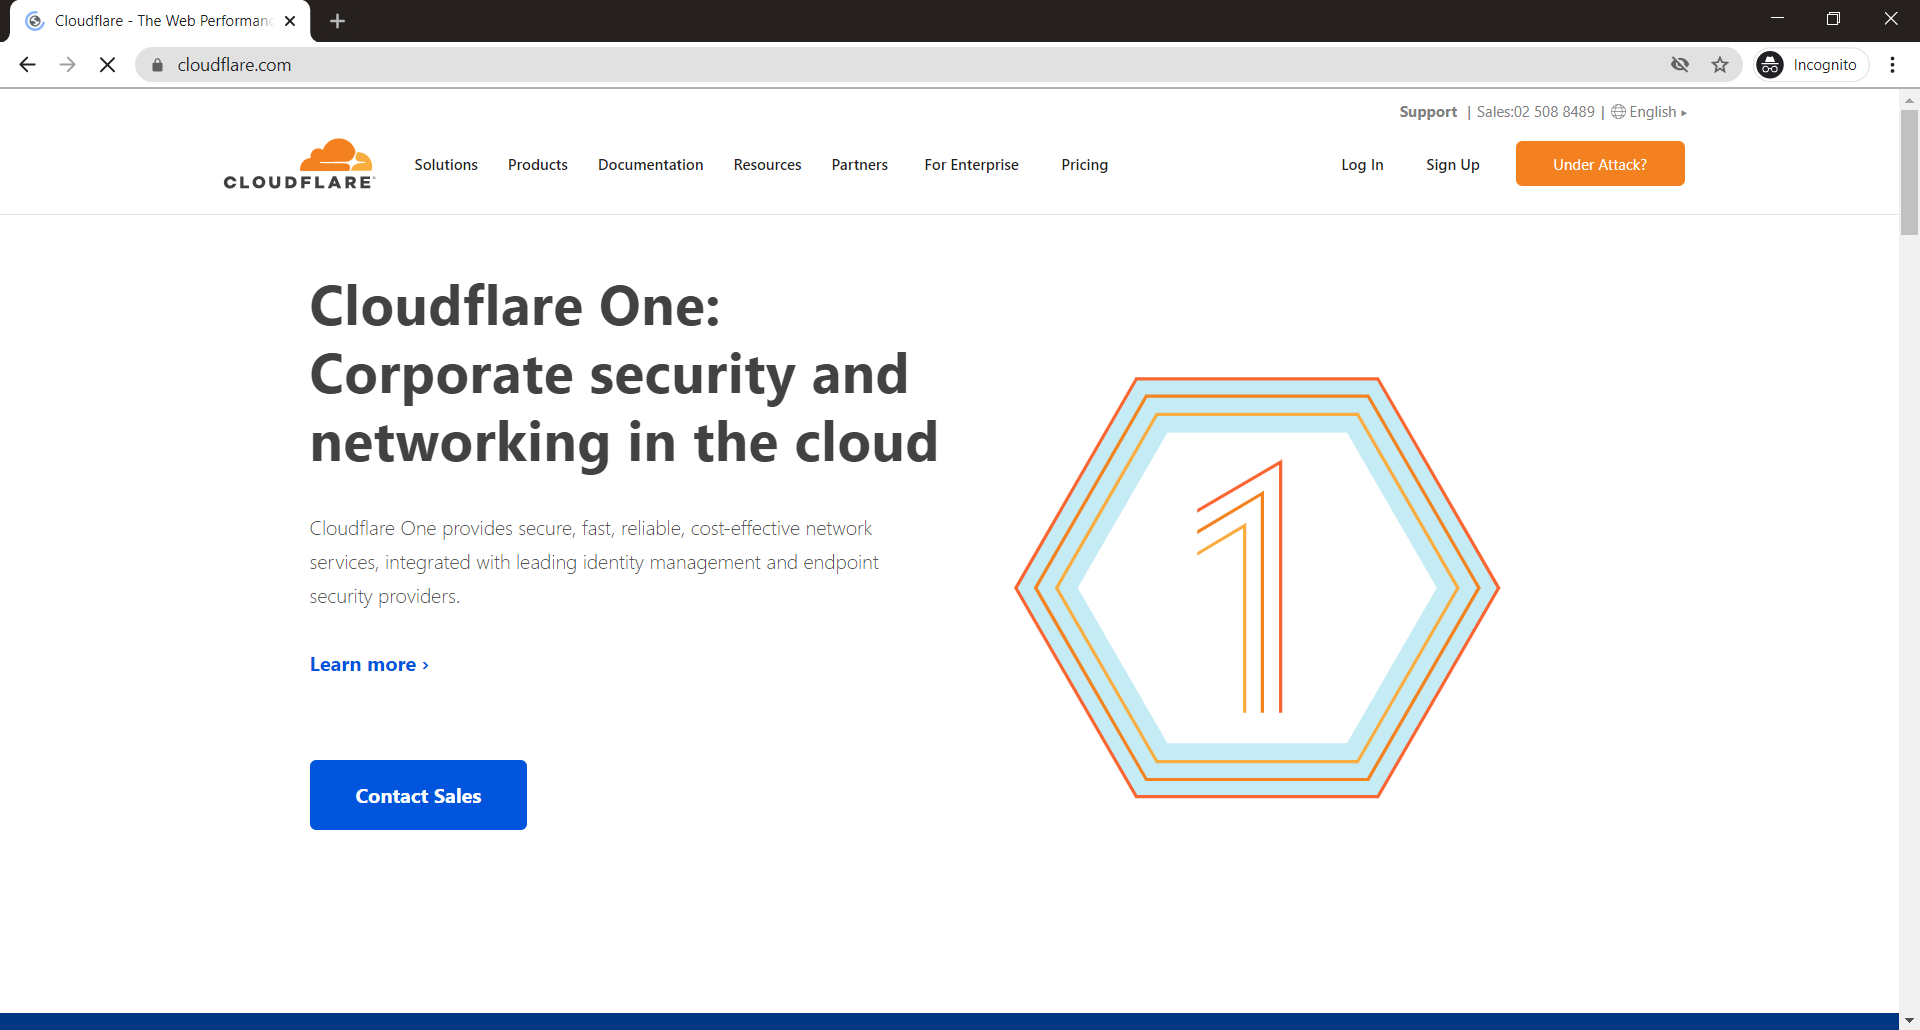 Cloudflare - The Web Performanc
cloudflare.com
Incognito
Support | Sales:02 508 8489 | English ▸
CLOUDFLARE
Solutions Products Documentation Resources Partners For Enterprise Pricing Log In Sign Up Under Attack?
Cloudflare One:
Corporate security and
networking in the cloud
Cloudflare One provides secure, fast, reliable, cost-effective network
services, integrated with leading identity management and endpoint
security providers.
Learn more ›
1
Contact Sales